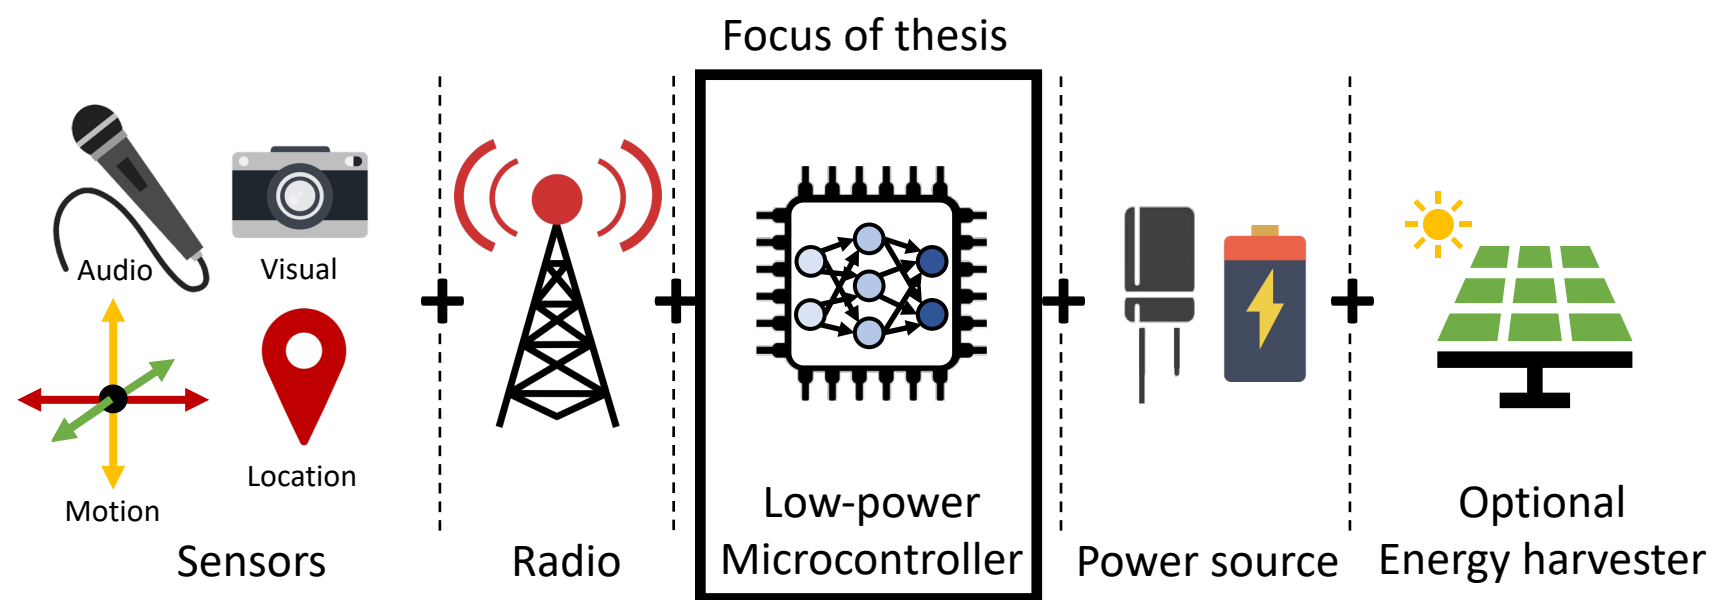 Focus of thesis
Audio
Visual
Motion
Location
Sensors
Radio
Low-power
Microcontroller
Power source
Optional
Energy harvester